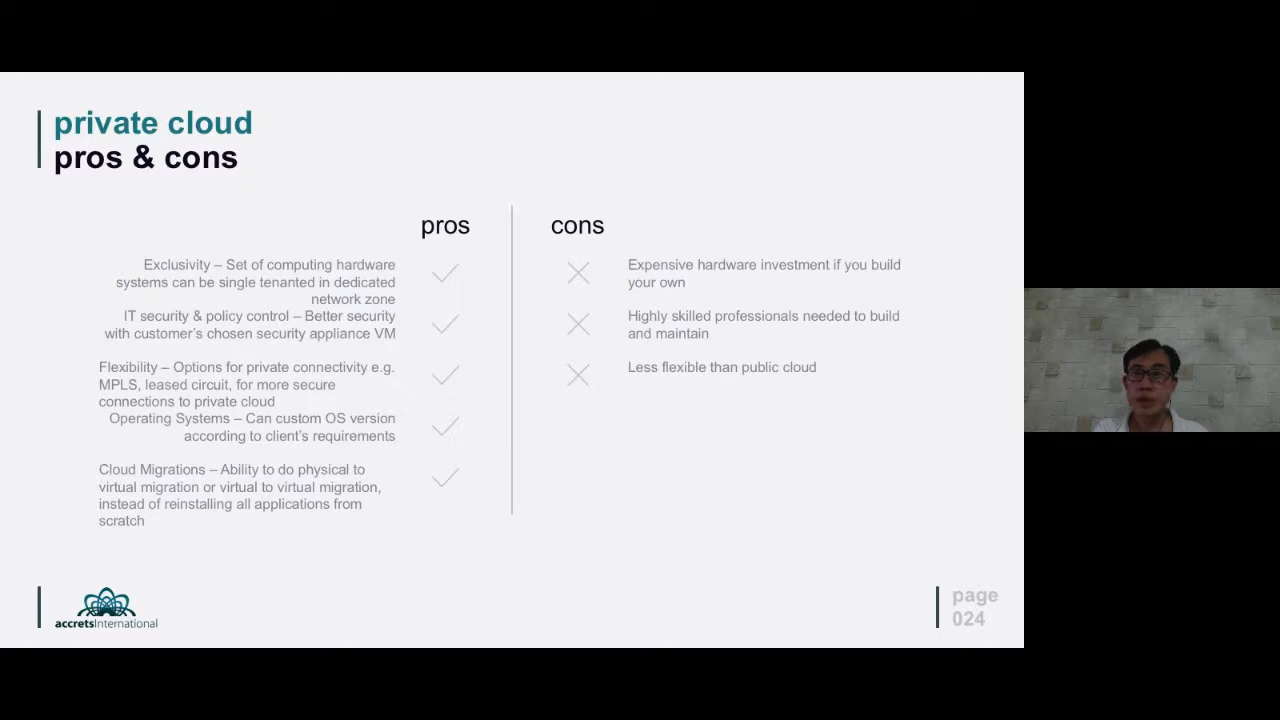 private cloud
pros & cons
pros
Exclusivity – Set of computing hardware
systems can be single tenanted in dedicated
network zone
IT security & policy control – Better security
with customer’s chosen security appliance VM
Flexibility – Options for private connectivity e.g.
MPLS, leased circuit, for more secure
connections to private cloud
Operating Systems – Can custom OS version
according to client’s requirements
Cloud Migrations – Ability to do physical to
virtual migration or virtual to virtual migration,
instead of reinstalling all applications from
scratch
cons
Expensive hardware investment if you build
your own
Highly skilled professionals needed to build
and maintain
Less flexible than public cloud
accretsInternational
page
024